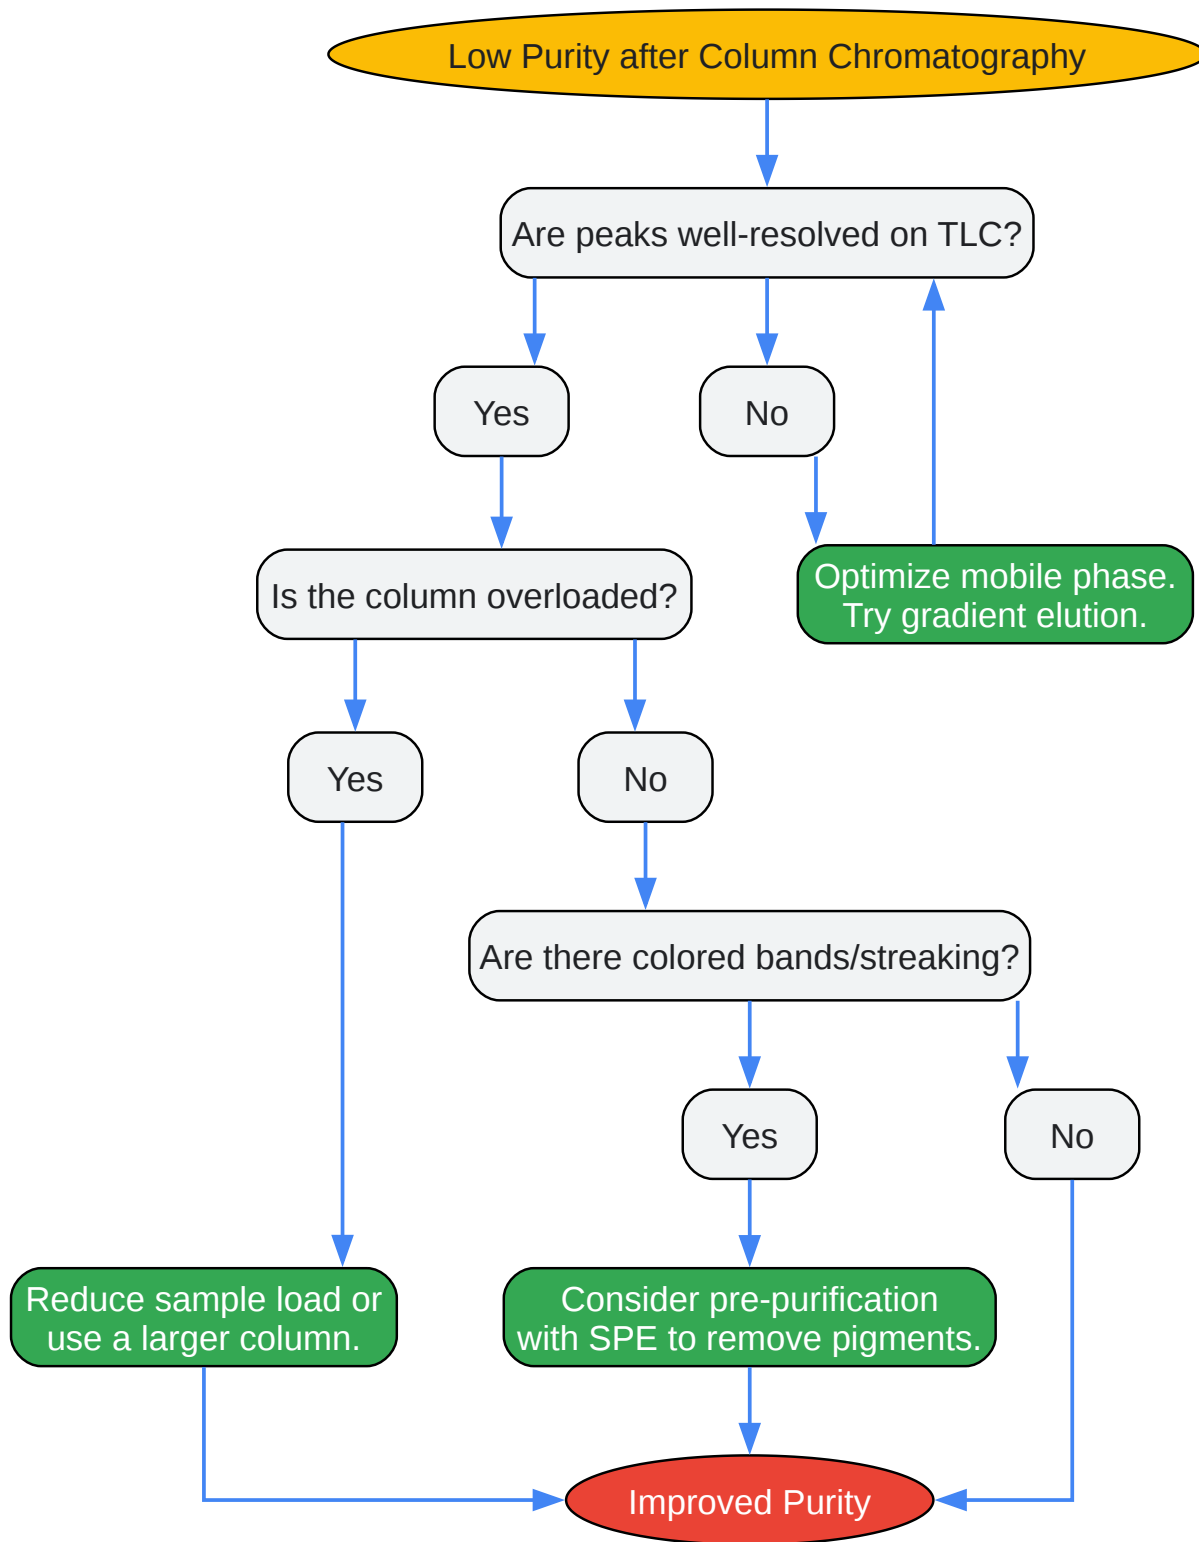 Low Purity after Column Chromatography
Are peaks well-resolved on TLC?
Yes
No
Is the column overloaded?
Optimize mobile phase.
Try gradient elution.
Yes
No
Are there colored bands/streaking?
Yes
No
Reduce sample load or
use a larger column.
Consider pre-purification
with SPE to remove pigments.
Improved Purity